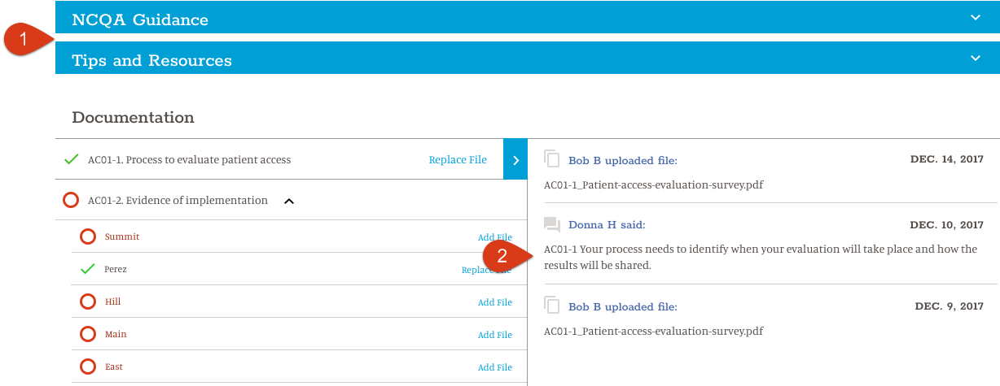 NCQA Guidance
1
Tips and Resources
Documentation
AC01-1. Process to evaluate patient access
Replace File
AC01-2. Evidence of implementation
Summit
Add File
Perez
Replace File
Hill
Add File
Main
Add File
East
Add File
Bob B uploaded file:
DEC. 14, 2017
AC01-1_Patient-access-evaluation-survey.pdf
Donna H said:
DEC. 10, 2017
2
AC01-1 Your process needs to identify when your evaluation will take place and how the
results will be shared.
Bob B uploaded file:
DEC. 9, 2017
AC01-1_Patient-access-evaluation-survey.pdf